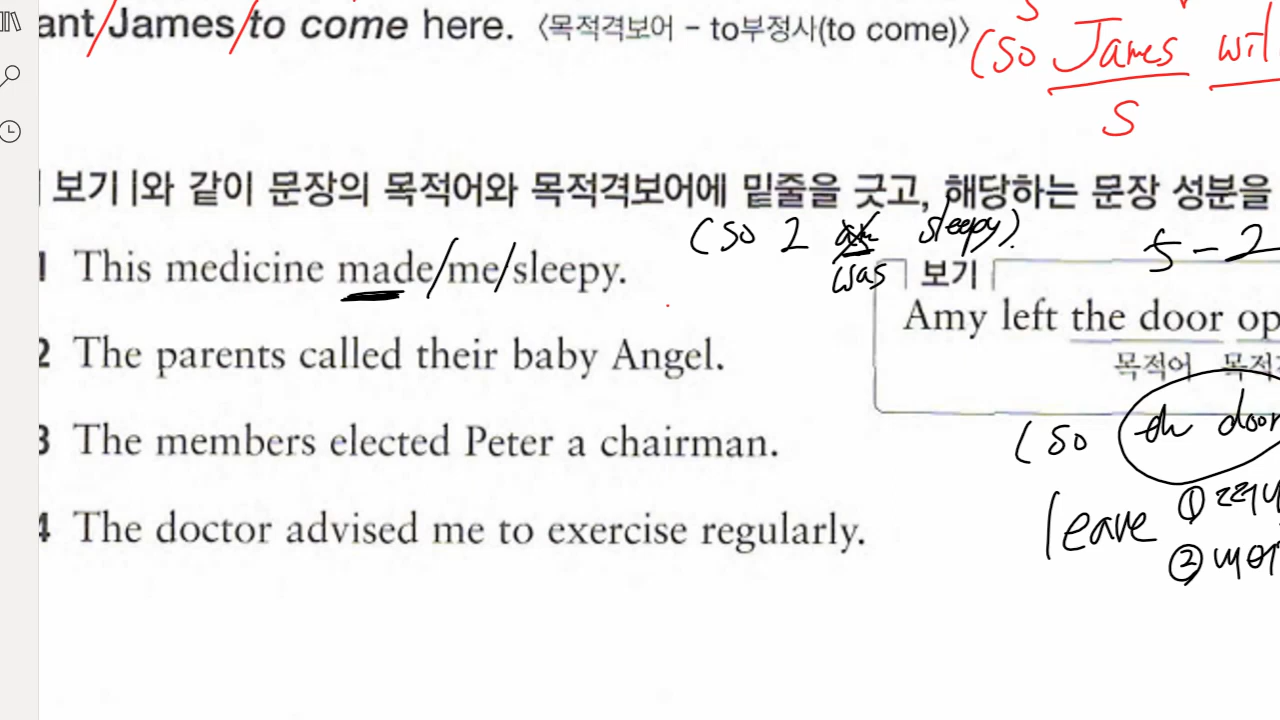 ant/James/to come here. 〈목적격보어 – to부정사(to come)〉
(so James wil
S
보기 |와 같이 문장의 목적어와 목적격보어에 밑줄을 긋고, 해당하는 문장 성분을
(so I was sleepy).
5-2
1 This medicine made/me/sleepy.
보기
Amy left the door op
목적어 목적격
2 The parents called their baby Angel.
(so the door
3 The members elected Peter a chairman.
leave ①
②
4 The doctor advised me to exercise regularly.